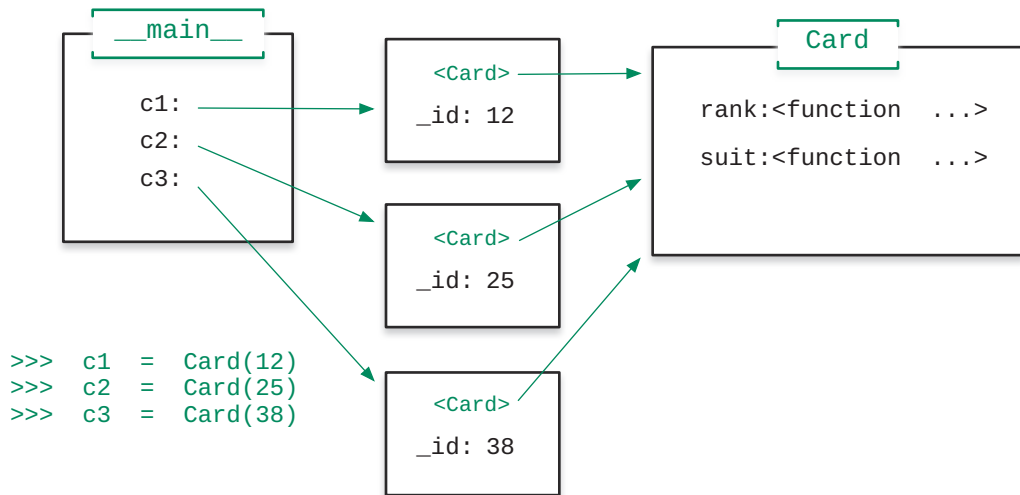 __main__
c1:
c2:
c3:
<Card>
_id: 12
<Card>
_id: 25
<Card>
_id: 38
Card
rank:<function ...>
suit:<function ...>
>>> c1 = Card(12)
>>> c2 = Card(25)
>>> c3 = Card(38)